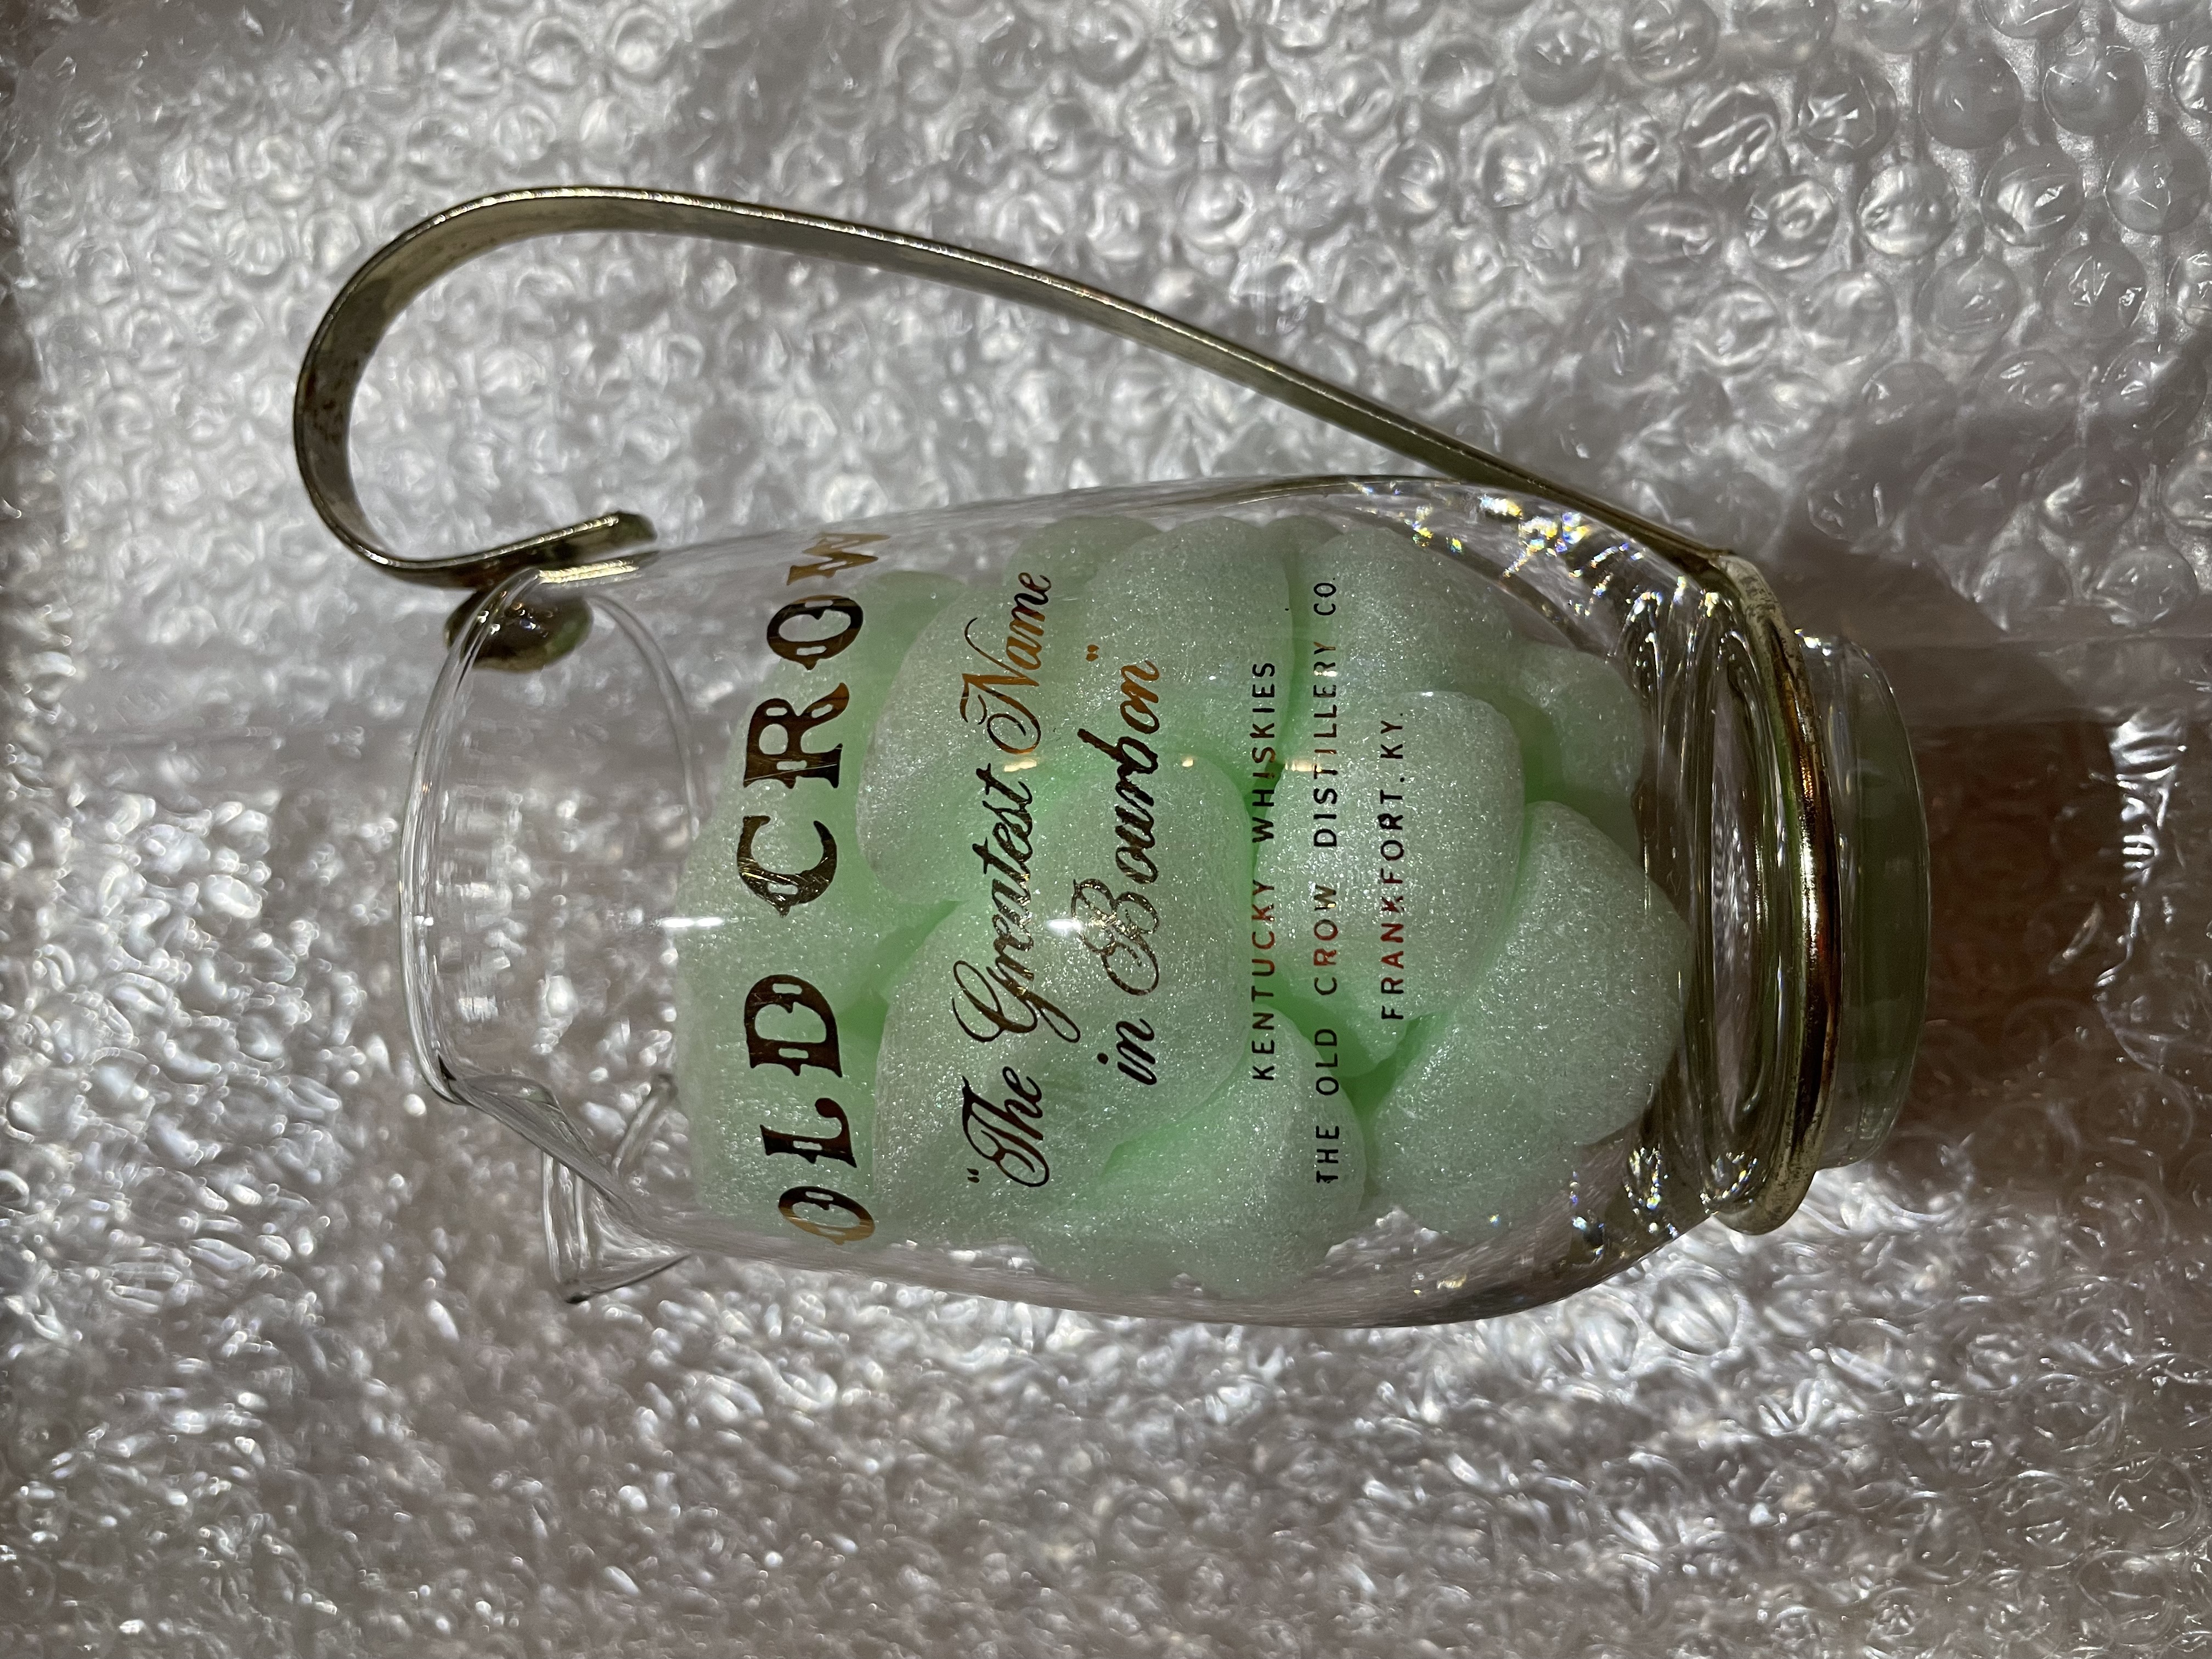 OLD CROW
"The Greatest Name
in Bourbon"
KENTUCKY WHISKIES
THE OLD CROW DISTILLERY CO.
FRANKFORT. KY.